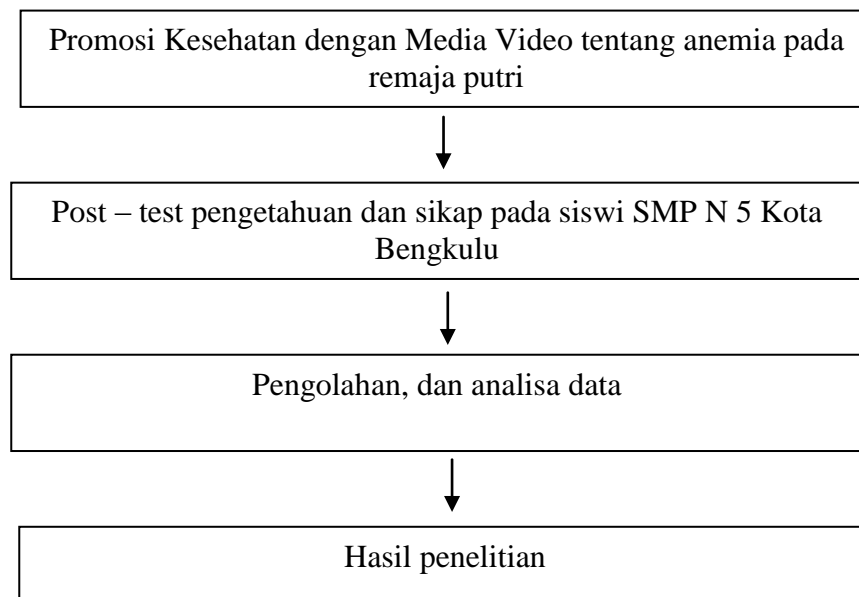 Promosi Kesehatan dengan Media Video tentang anemia pada
remaja putri
Post – test pengetahuan dan sikap pada siswi SMP N 5 Kota
Bengkulu
Pengolahan, dan analisa data
Hasil penelitian